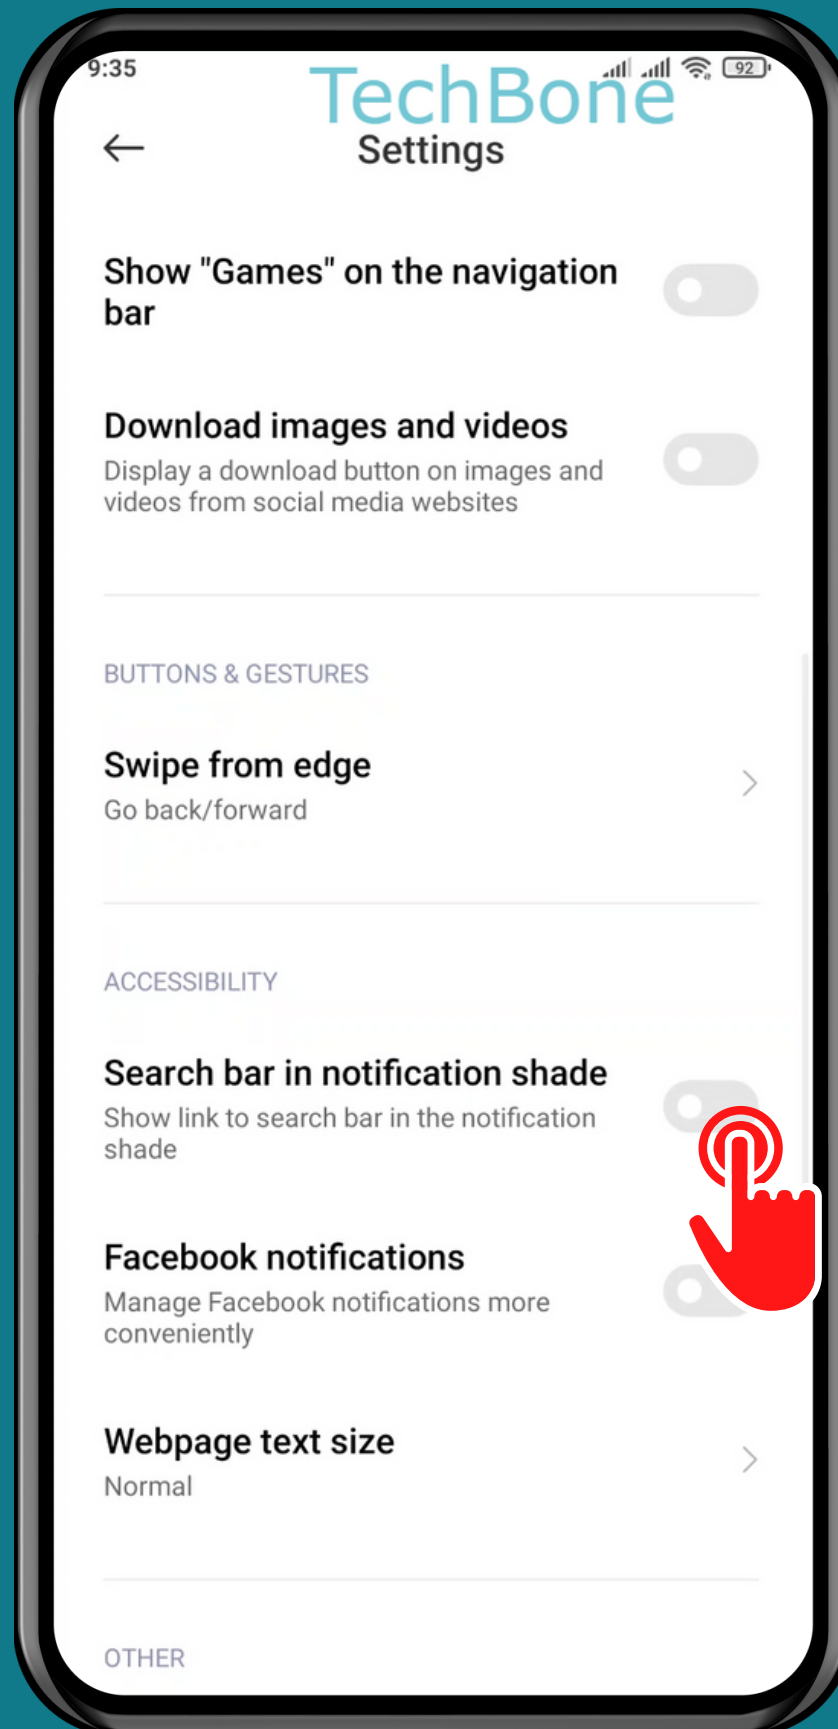 9:35
TechBone
92
Settings
Show "Games" on the navigation
bar
Download images and videos
Display a download button on images and
videos from social media websites
BUTTONS & GESTURES
Swipe from edge
Go back/forward
ACCESSIBILITY
Search bar in notification shade
Show link to search bar in the notification
shade
Facebook notifications
Manage Facebook notifications more
conveniently
Webpage text size
Normal
OTHER